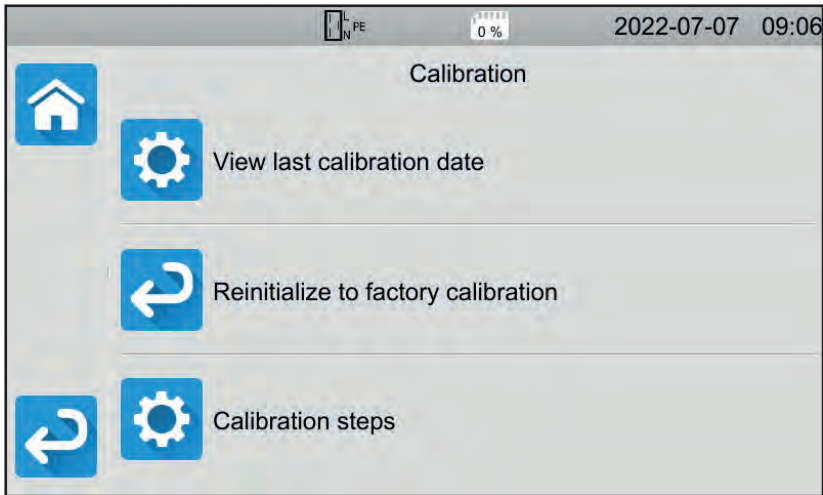 L
N PE
0 %
2022-07-07 09:06
Calibration
View last calibration date
Reinitialize to factory calibration
Calibration steps